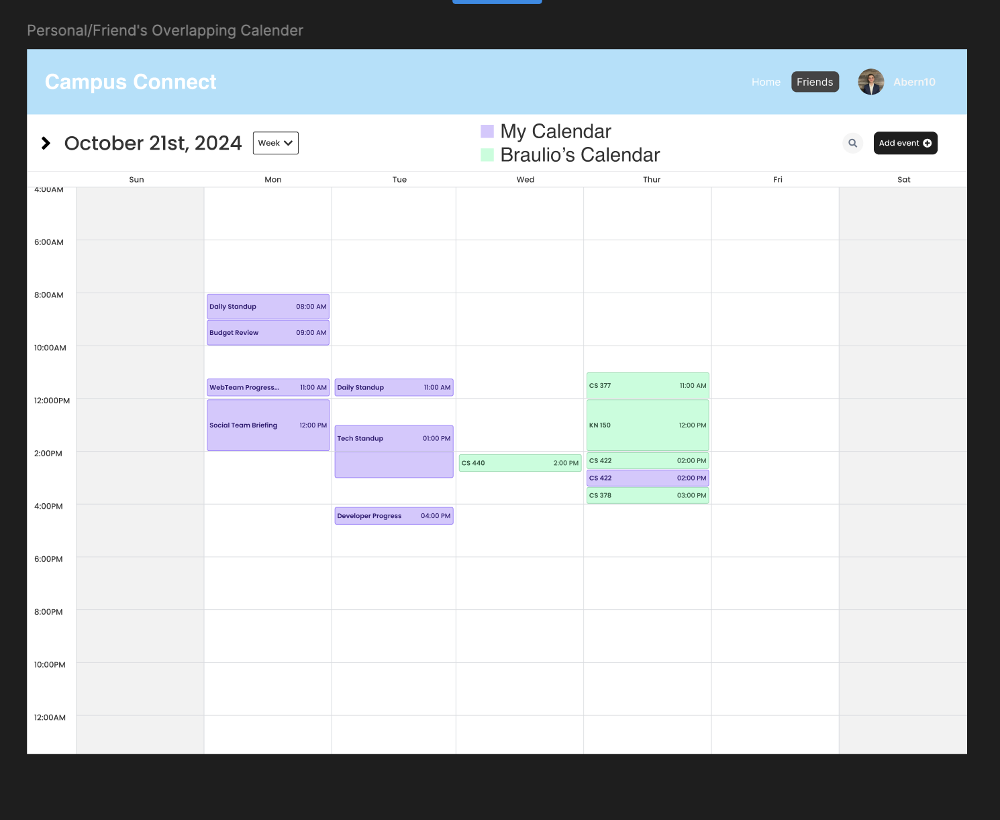 Personal/Friend's Overlapping Calender
Campus Connect
Home
Friends
Abern10
October 21st, 2024
Week
My Calendar
Braulio's Calendar
Add event
Sun Mon Tue Wed Thur Fri Sat
4:00AM
6:00AM
8:00AM
Daily Standup 08:00 AM
Budget Review 09:00 AM
10:00AM
CS 377 11:00 AM
WebTeam Progress... 11:00 AM
Daily Standup 11:00 AM
12:000PM
Social Team Briefing 12:00 PM
KN 150 12:00 PM
Tech Standup 01:00 PM
2:00PM
CS 440 2:00 PM
CS 422 02:00 PM
CS 422 02:00 PM
CS 378 03:00 PM
4:00PM
Developer Progress 04:00 PM
6:00PM
8:00PM
10:00PM
12:00AM